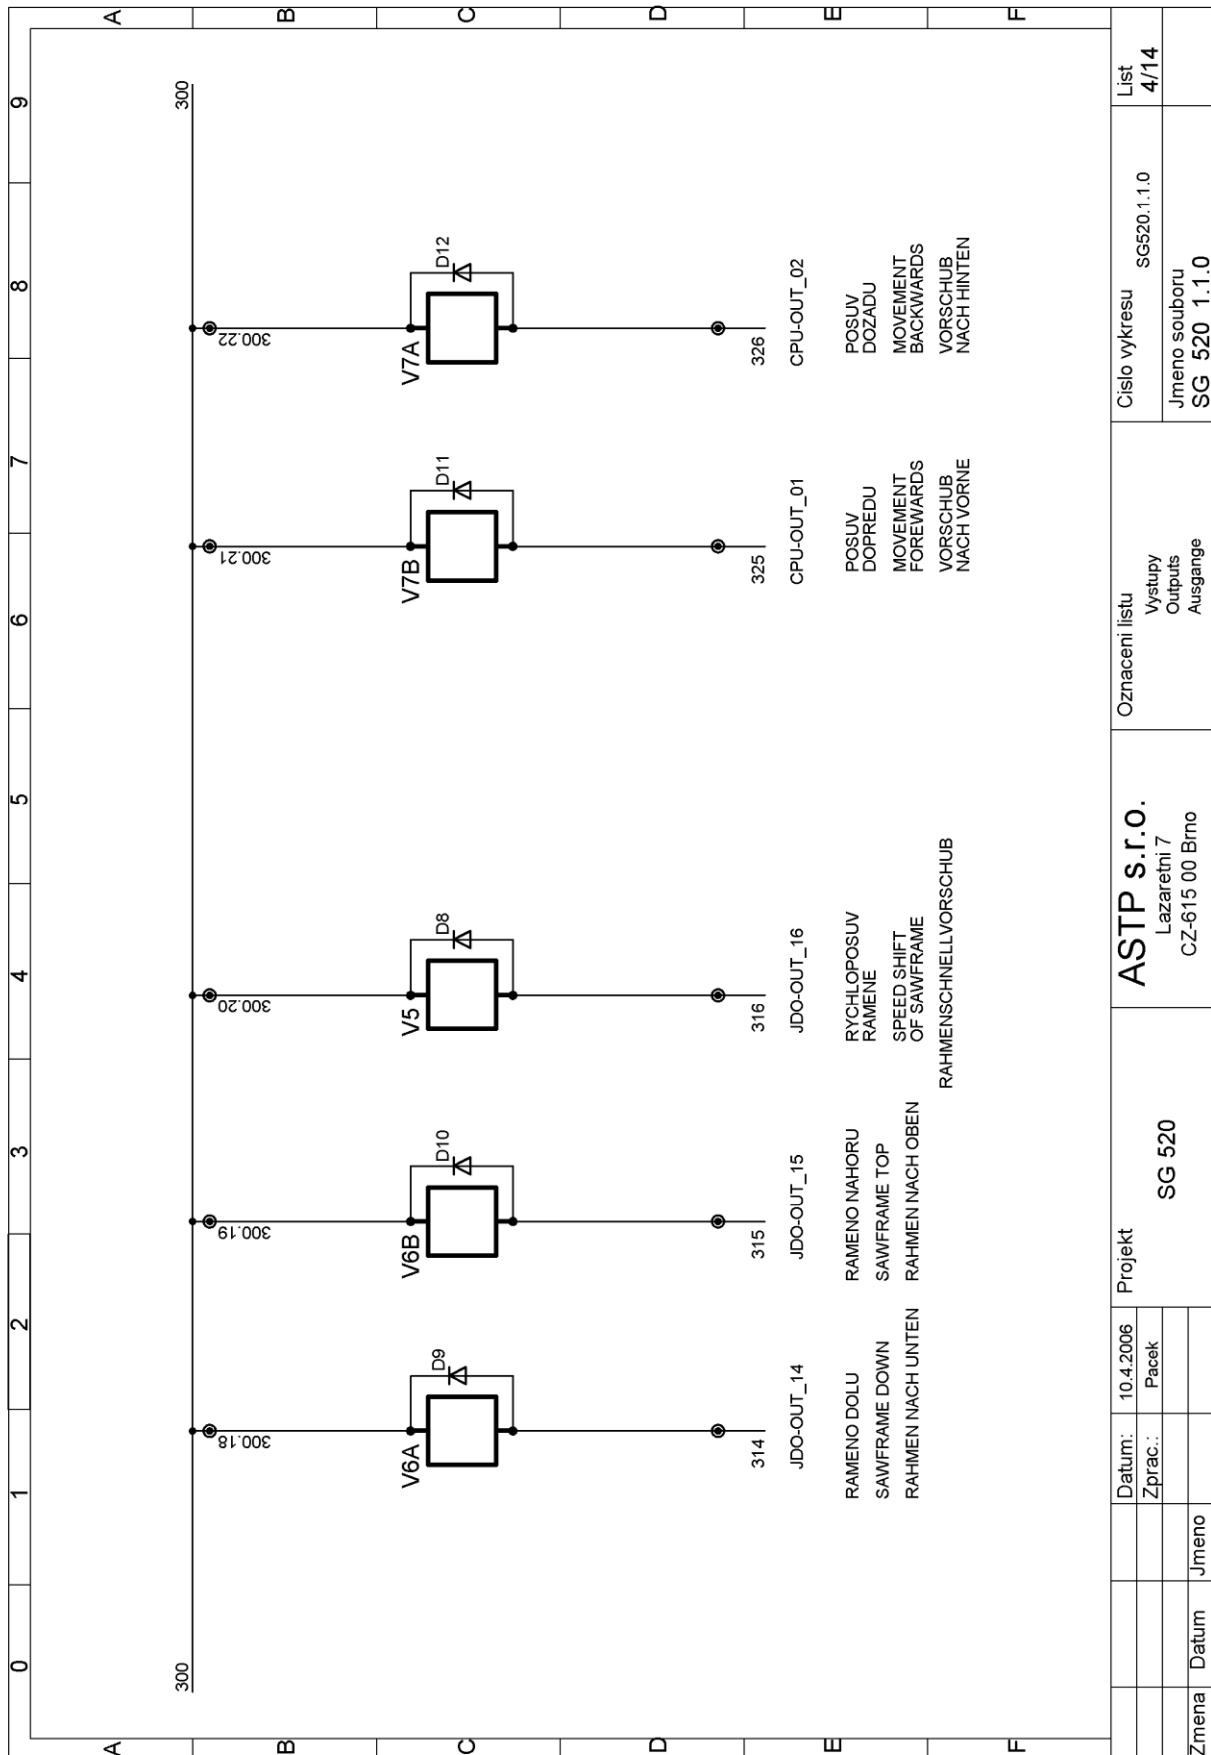 0 1 2 3 4 5 6 7 8 9
A
B
C
D
E
F
A
B
C
D
E
F
300
300
300.18
300.19
300.20
300.21
300.22
V6A
D9
V6B
D10
V5
D8
V7B
D11
V7A
D12
314
JDO-OUT_14
RAMENO DOLU
SAWFRAME DOWN
RAHMEN NACH UNTEN
315
JDO-OUT_15
RAMENO NAHORU
SAWFRAME TOP
RAHMEN NACH OBEN
316
JDO-OUT_16
RYCHLOPOSUV
RAMENE
SPEED SHIFT
OF SAWFRAME
RAHMENSCHNELLVORSCHUB
325
CPU-OUT_01
POSUV
DOPREDU
MOVEMENT
FOREWARDS
VORSCHUB
NACH VORNE
326
CPU-OUT_02
POSUV
DOZADU
MOVEMENT
BACKWARDS
VORSCHUB
NACH HINTEN
Zmena Datum Jmeno
Datum: 10.4.2006
Zprac.: Pacek
Projekt
SG 520
ASTP s.r.o.
Lazaretni 7
CZ-615 00 Brno
Oznaceni listu
Vystupy
Outputs
Ausgange
Cislo vykresu
SG520.1.1.0
Jmeno souboru
SG 520 1.1.0
List
4/14